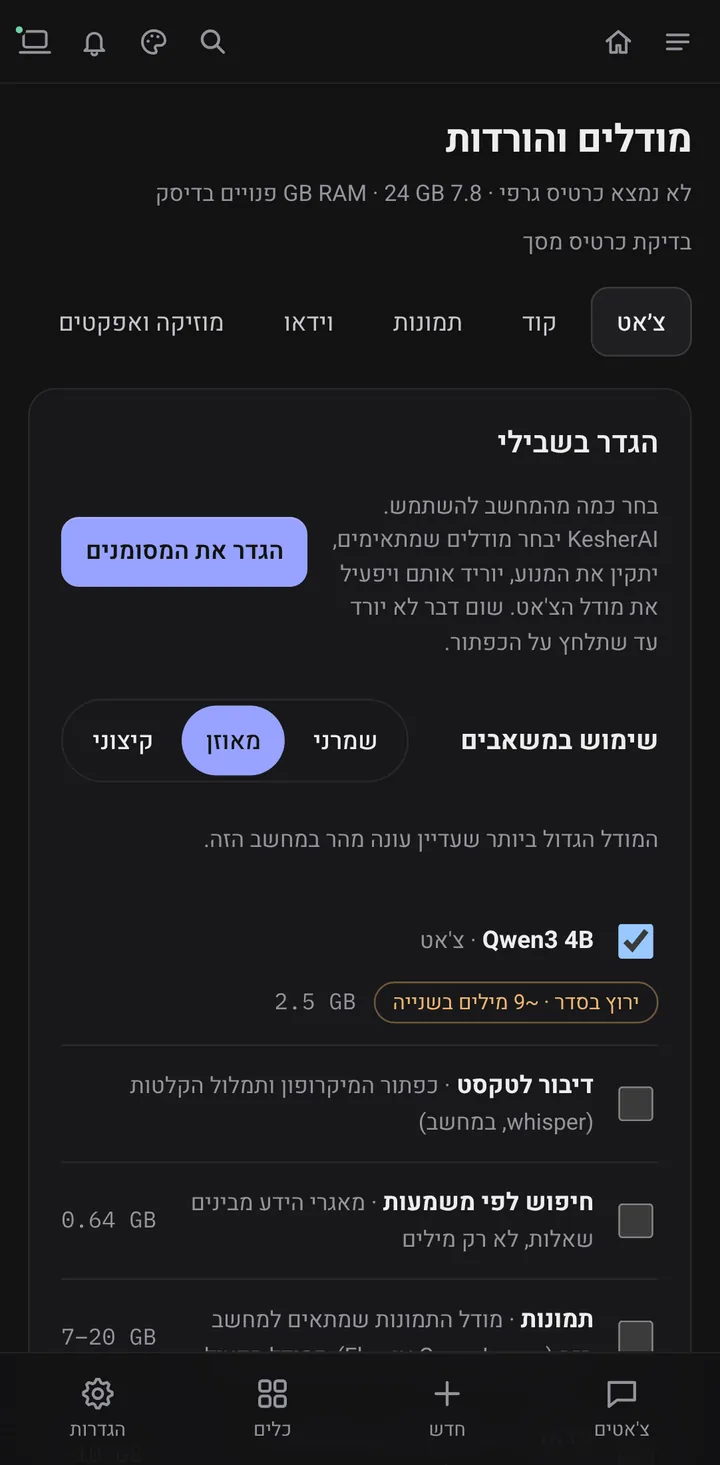 מודלים והורדות
לא נמצא כרטיס גרפי · 24 GB RAM · 7.8 GB פנויים בדיסק
בדיקת כרטיס מסך
צ'אט
קוד
תמונות
וידאו
מוזיקה ואפקטים
הגדר בשבילי
בחר כמה מהמחשב להשתמש.
KesherAI יבחר מודלים שמתאימים,
יתקין את המנוע, יוריד אותם ויפעיל
את מודל הצ'אט. שום דבר לא יורד
עד שתלחץ על הכפתור.
הגדר את המסומנים
שימוש במשאבים
שמרני
מאוזן
קיצוני
המודל הגדול ביותר שעדיין עונה מהר במחשב הזה.
Qwen3 4B · צ'אט
ירוץ בסדר · ~9 מילים בשנייה
2.5 GB
דיבור לטקסט · כפתור המיקרופון ותמלול הקלטות
(whisper, במחשב)
חיפוש לפי משמעות · מאגרי הידע מבינים
שאלות, לא רק מילים
0.64 GB
תמונות · מודל התמונות שמתאים למחשב
7–20 GB
צ'אטים
חדש
כלים
הגדרות